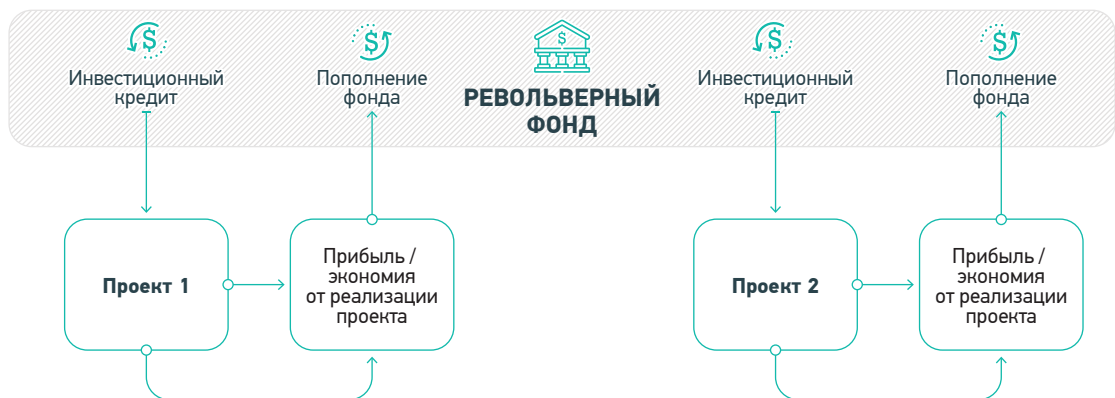 Инвестиционный
кредит
Пополнение
фонда
РЕВОЛЬВЕРНЫЙ
ФОНД
Инвестиционный
кредит
Пополнение
фонда
Проект 1
Прибыль /
экономия
от реализации
проекта
Проект 2
Прибыль /
экономия
от реализации
проекта